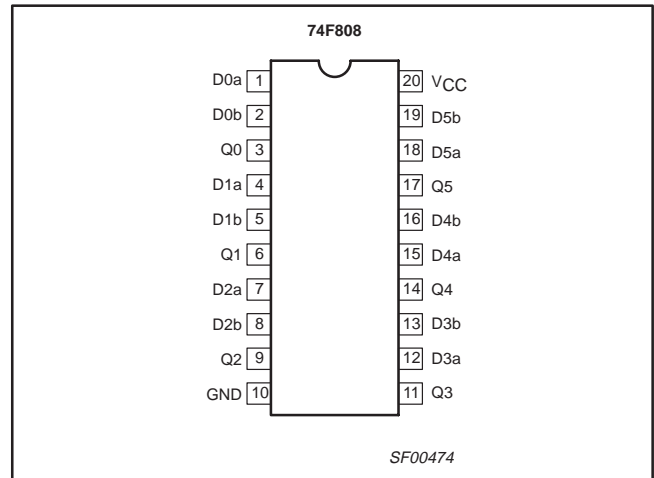 74F808
D0a 1 20 VCC
D0b 2 19 D5b
Q0 3 18 D5a
D1a 4 17 Q5
D1b 5 16 D4b
Q1 6 15 D4a
D2a 7 14 Q4
D2b 8 13 D3b
Q2 9 12 D3a
GND 10 11 Q3
SF00474